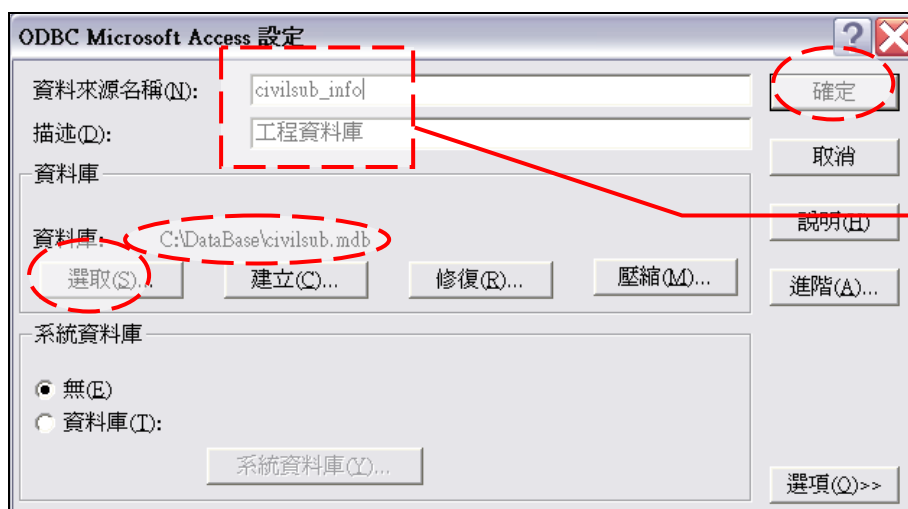 ODBC Microsoft Access 設定
資料來源名稱(N): civilsub_info
確定
描述(D): 工程資料庫
取消
資料庫
資料庫: C:\DataBase\civilsub.mdb
說明(H)
選取(S)... 建立(C)... 修復(R)... 壓縮(M)...
進階(A)...
系統資料庫
無(E)
資料庫(T):
系統資料庫(Y)...
選項(O)>>